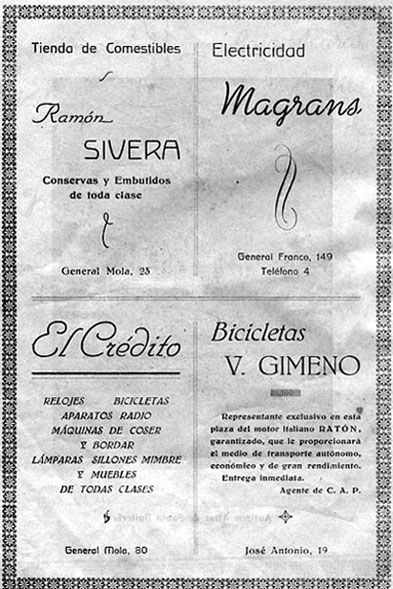 Tienda de Comestibles
Ramón
SIVERA
Conservas y Embutidos
de toda clase
General Mola, 25
Electricidad
Magrans
General Franco, 149
Teléfono 4
El Crédito
RELOJES BICICLETAS
APARATOS RADIO
MÁQUINAS DE COSER
Y BORDAR
LÁMPARAS SILLONES MIMBRE
Y MUEBLES
DE TODAS CLASES
General Mola, 80
Bicicletas
V. GIMENO
Representante exclusivo en esta
plaza del motor italiano RATÓN,
garantizado, que le proporcionará
el medio de transporte autónomo,
económico y de gran rendimiento.
Entrega inmediata.
Agente de C. A. P.
José Antonio, 19